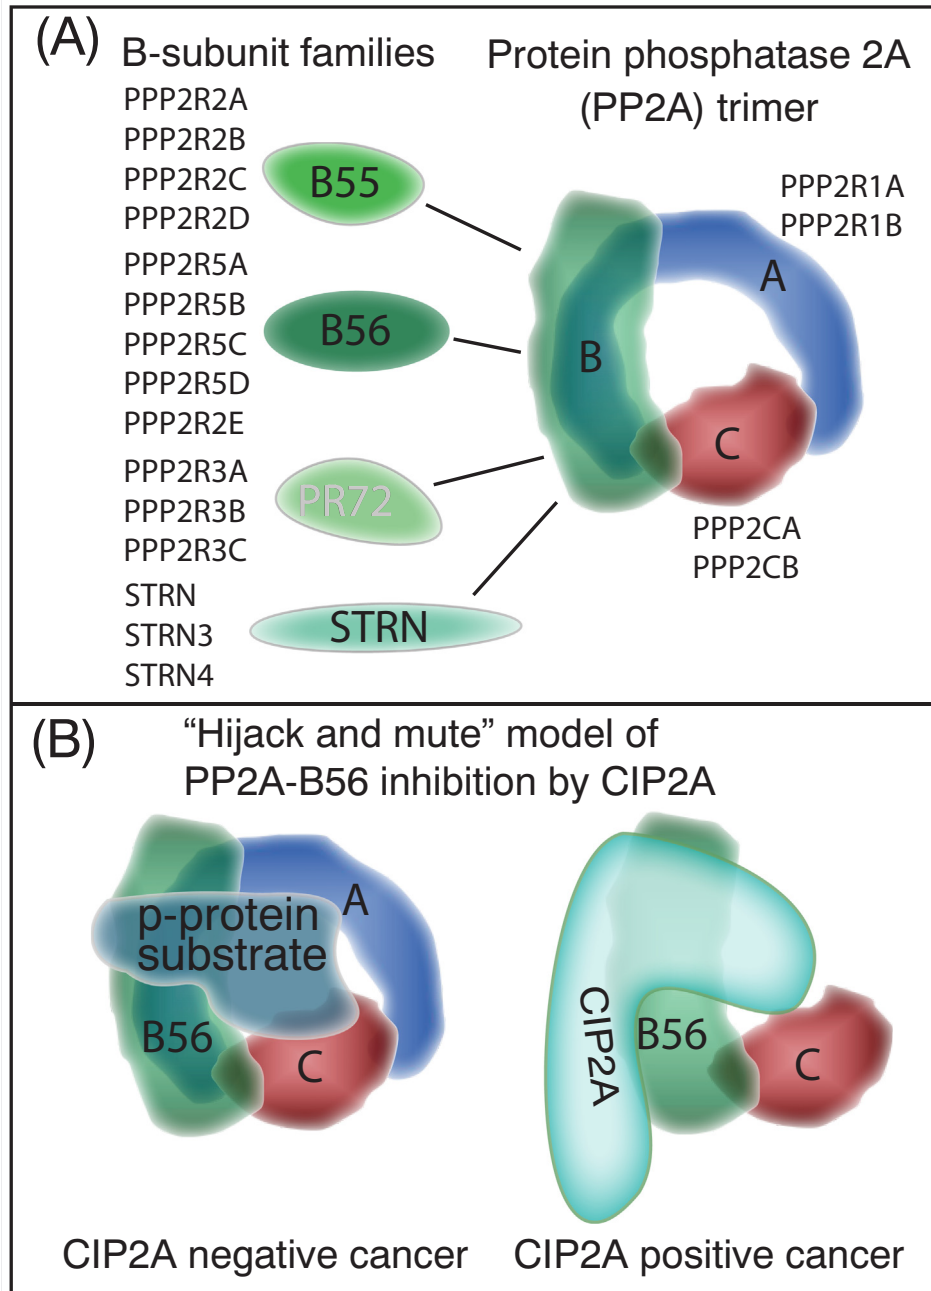 (A)
B-subunit families
Protein phosphatase 2A
(PP2A) trimer
PPP2R2A
PPP2R2B
PPP2R2C
PPP2R2D
B55
PPP2R5A
PPP2R5B
PPP2R5C
PPP2R5D
PPP2R2E
B56
PPP2R3A
PPP2R3B
PPP2R3C
PR72
STRN
STRN3
STRN4
STRN
PPP2R1A
PPP2R1B
A
B
C
PPP2CA
PPP2CB
(B)
“Hijack and mute” model of
PP2A-B56 inhibition by CIP2A
A
p-protein
substrate
B56
C
CIP2A
B56
C
CIP2A negative cancer
CIP2A positive cancer